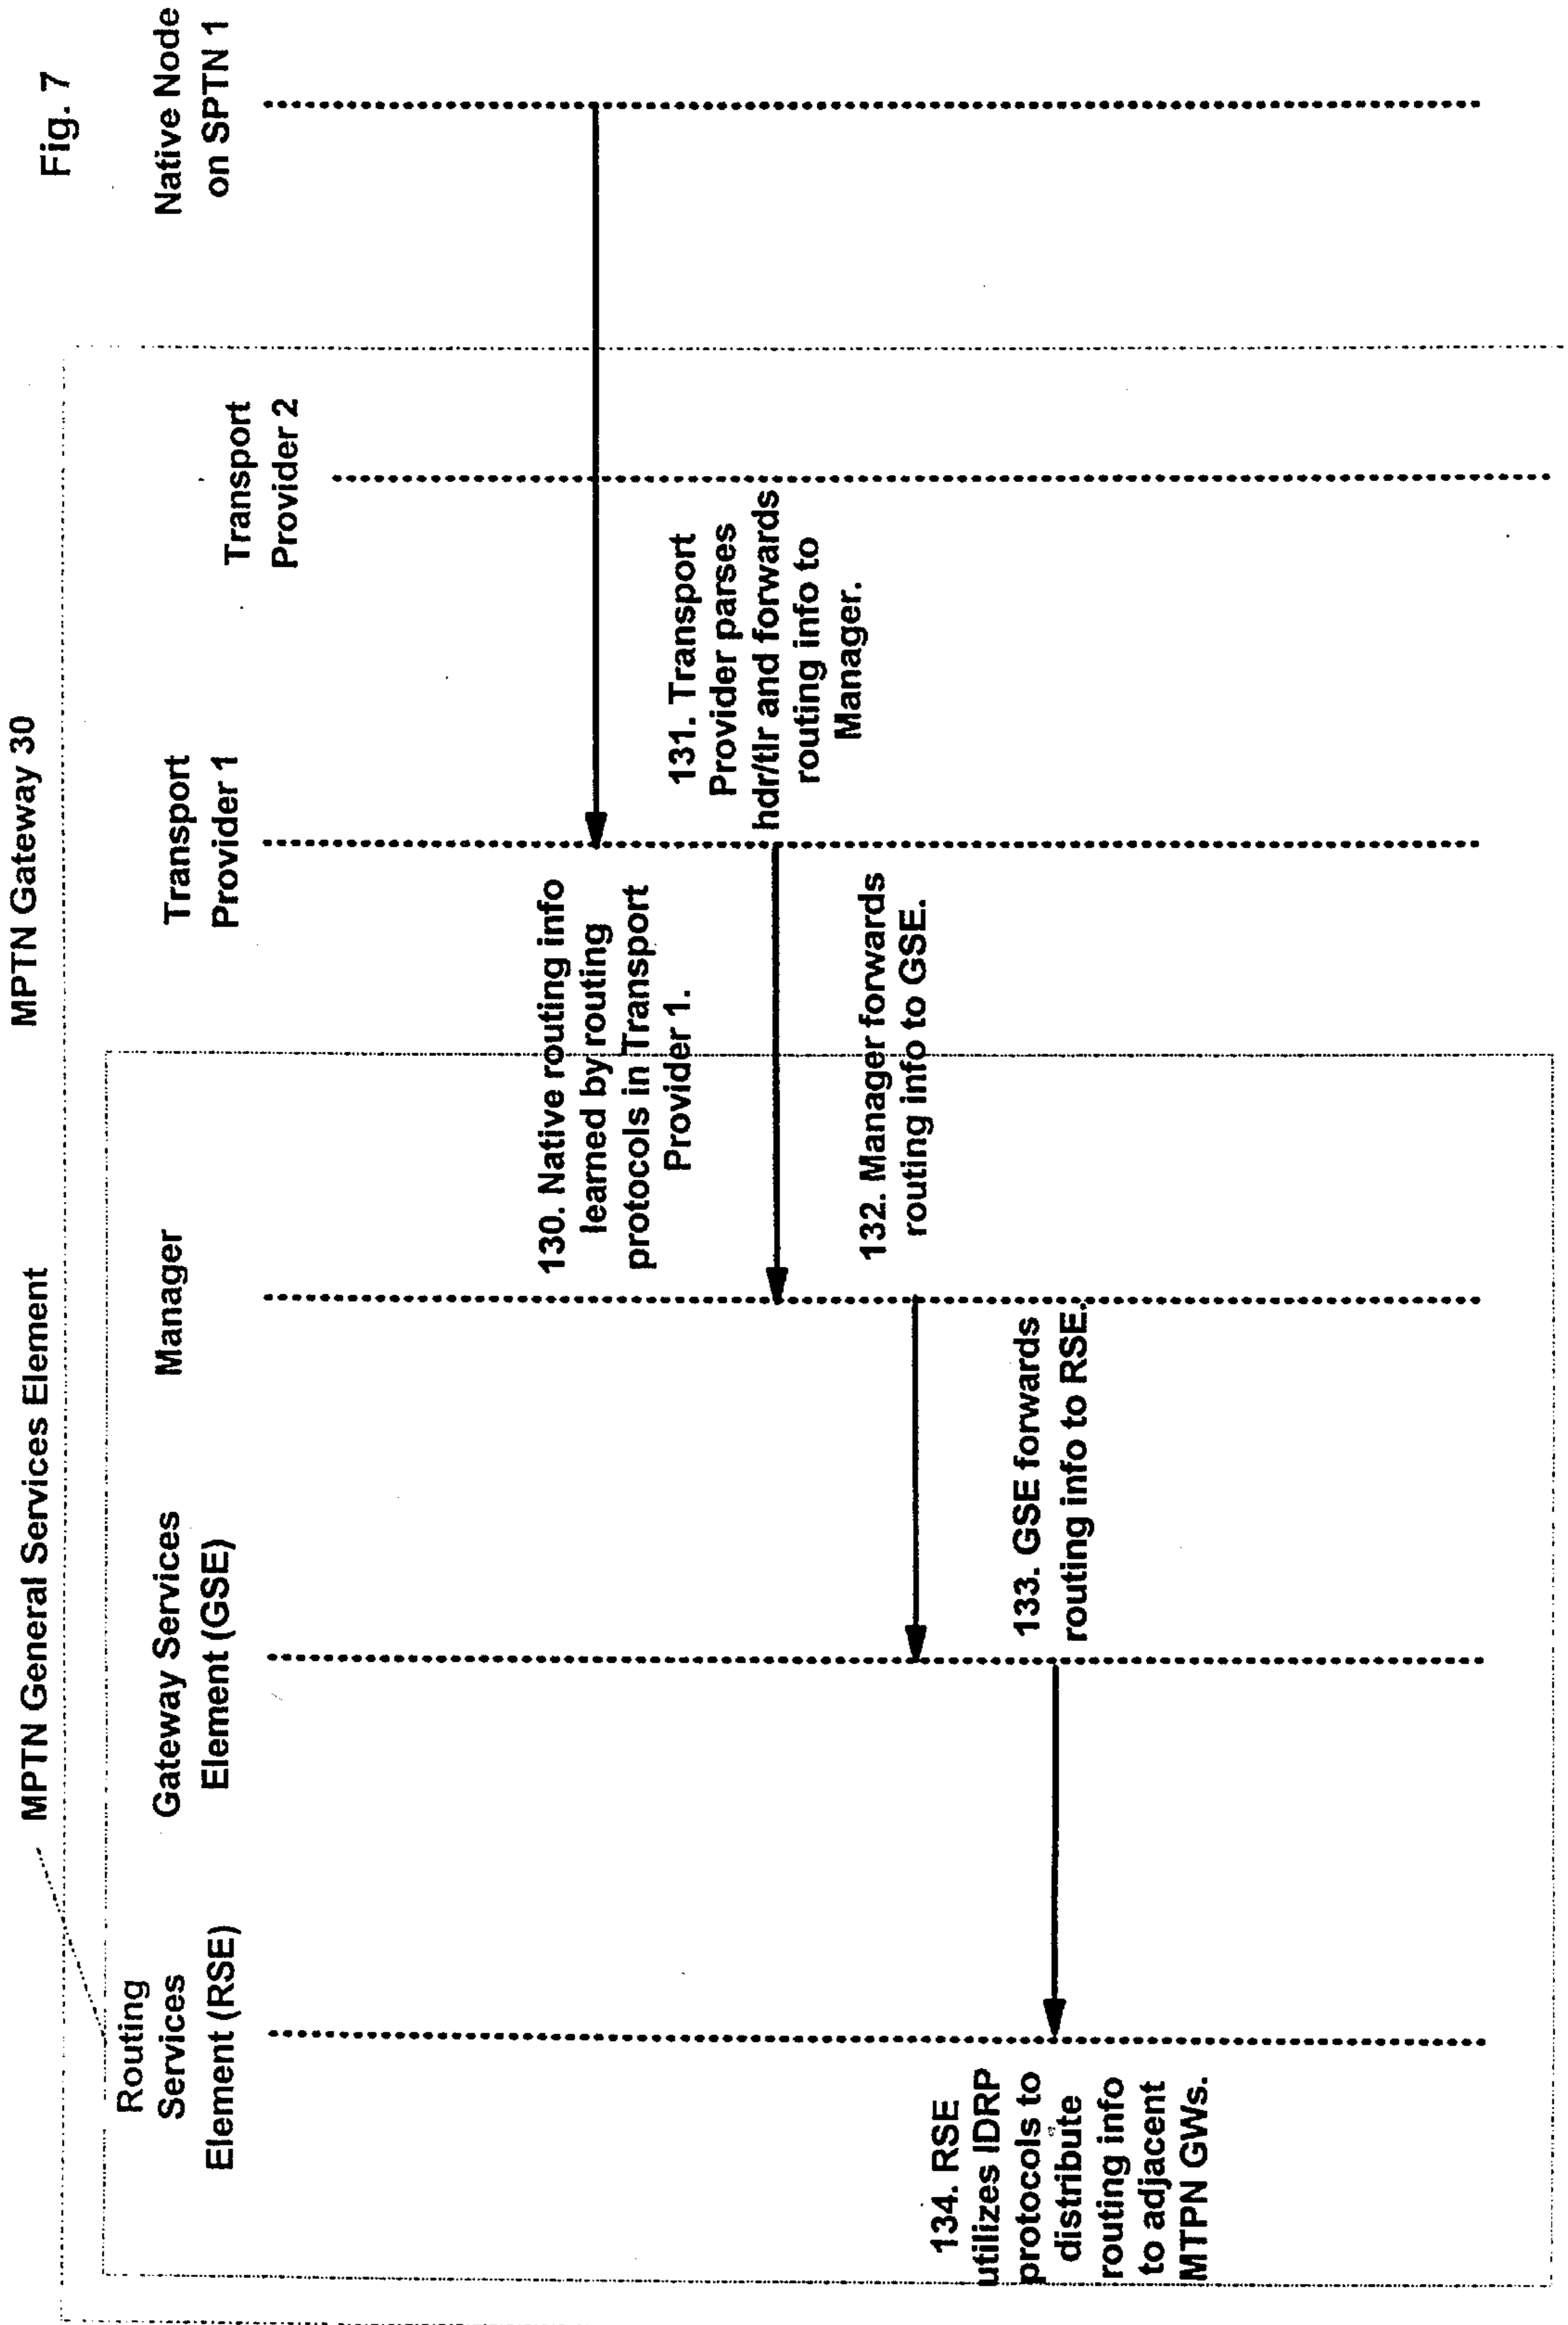 Fig. 7
MPTN Gateway 30
MPTN General Services Element
Routing
Services
Element (RSE)
Gateway Services
Element (GSE)
Manager
Transport
Provider 1
Transport
Provider 2
Native Node
on SPTN 1
130. Native routing info
learned by routing
protocols in Transport
Provider 1.
131. Transport
Provider parses
hdr/tlr and forwards
routing info to
Manager.
132. Manager forwards
routing info to GSE.
133. GSE forwards
routing info to RSE.
134. RSE
utilizes IDRP
protocols to
distribute
routing info
to adjacent
MTPN GWs.